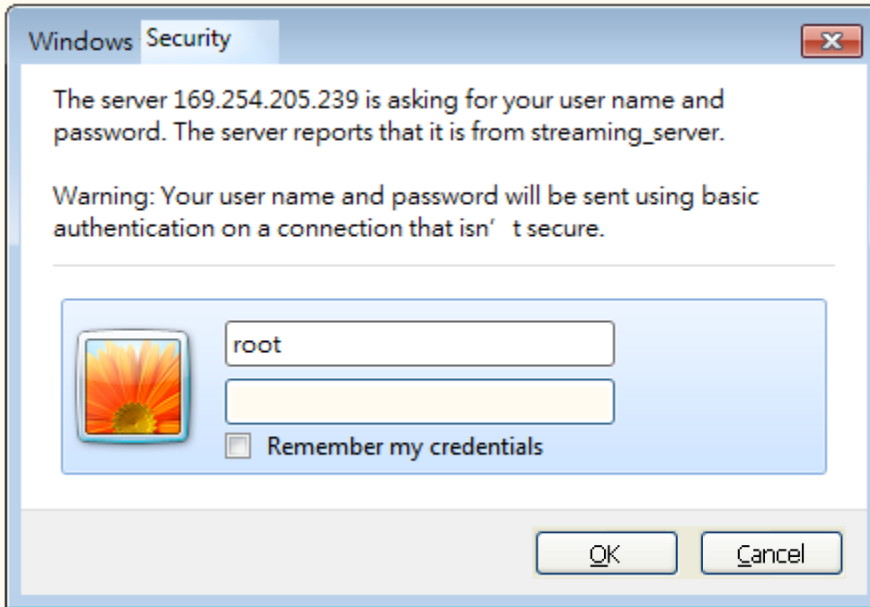 Windows Security
The server 169.254.205.239 is asking for your user name and
password. The server reports that it is from streaming_server.
Warning: Your user name and password will be sent using basic
authentication on a connection that isn’ t secure.
root
Remember my credentials
OK Cancel